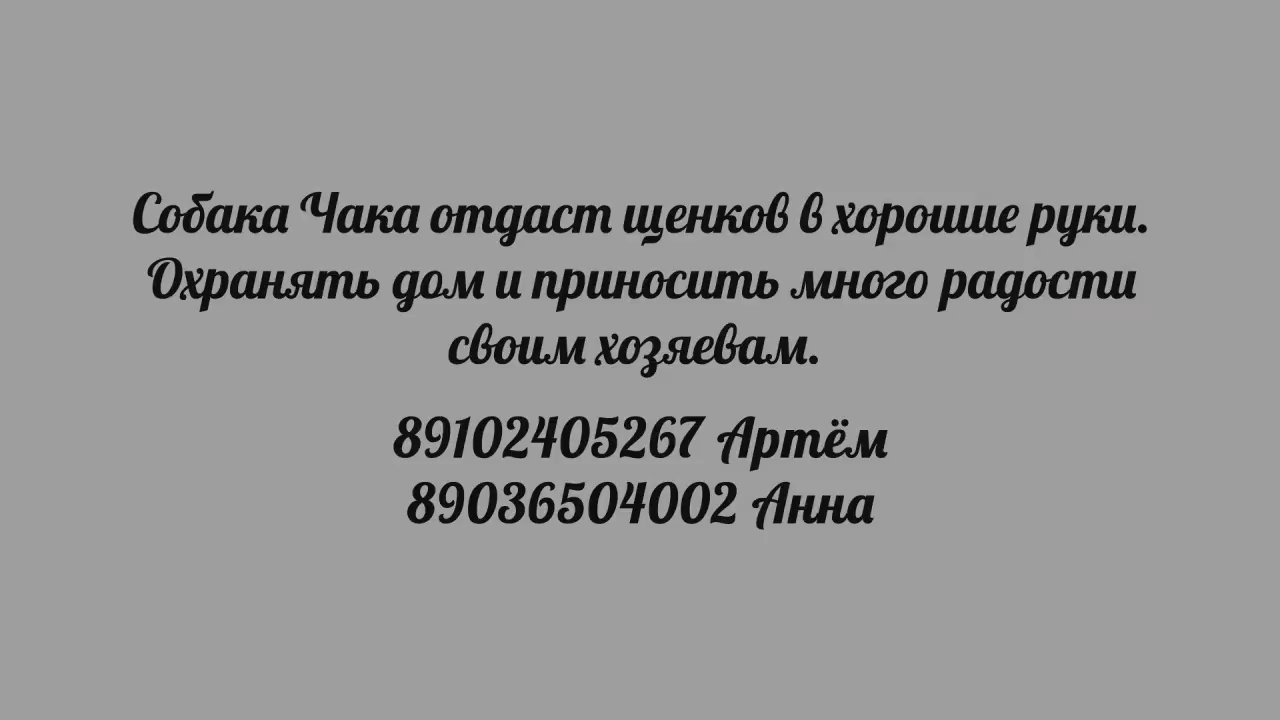 Собака Чака отдаст щенков в хорошие руки.
Охранять дом и приносить много радости
своим хозяевам.
89102405267 Артём
89036504002 Анна